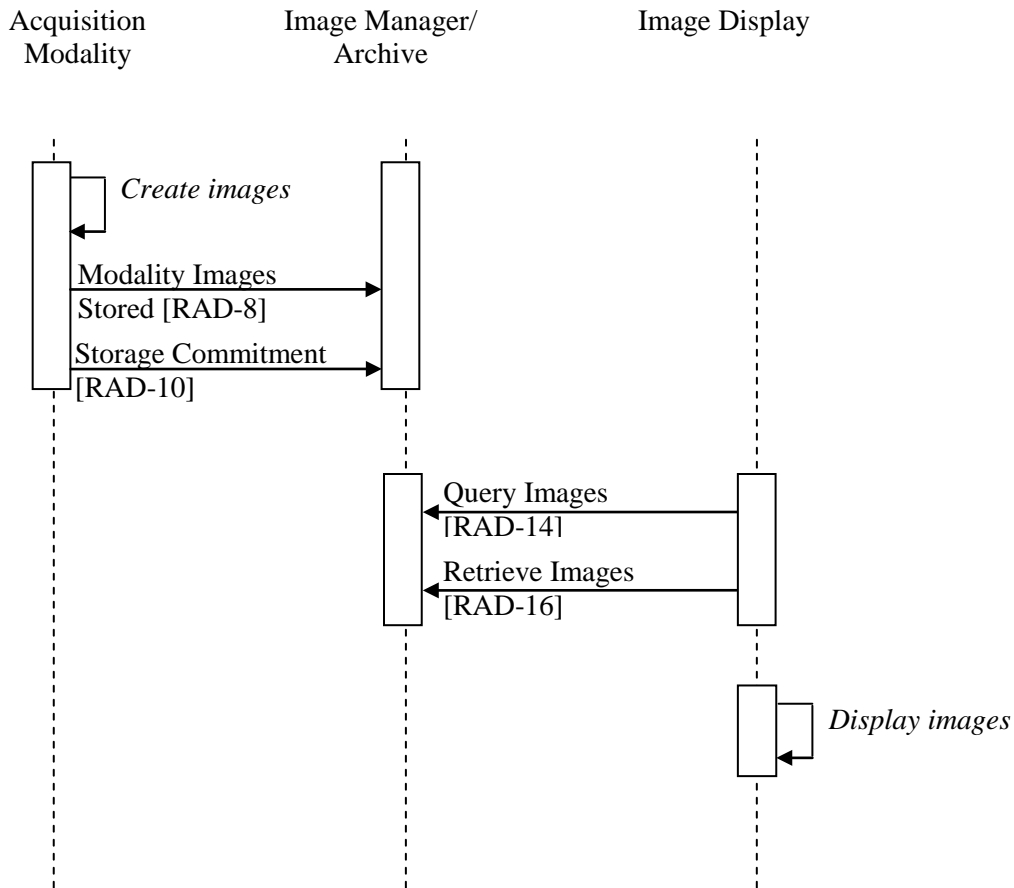 Acquisition
Modality
Image Manager/
Archive
Image Display
Create images
Modality Images
Stored [RAD-8]
Storage Commitment
[RAD-10]
Query Images
[RAD-14]
Retrieve Images
[RAD-16]
Display images